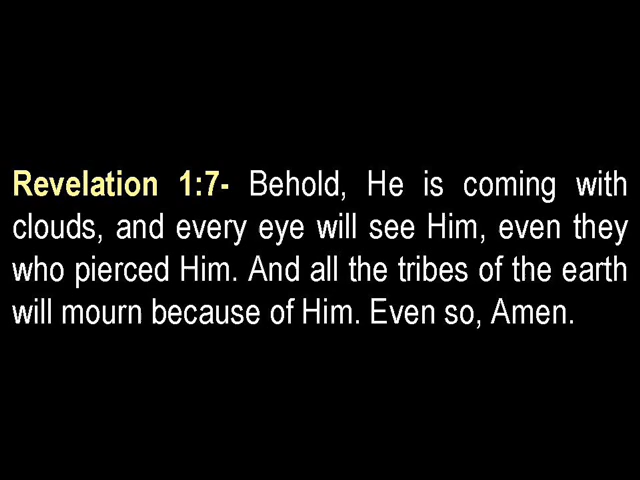 Revelation 1:7- Behold, He is coming with
clouds, and every eye will see Him, even they
who pierced Him. And all the tribes of the earth
will mourn because of Him. Even so, Amen.